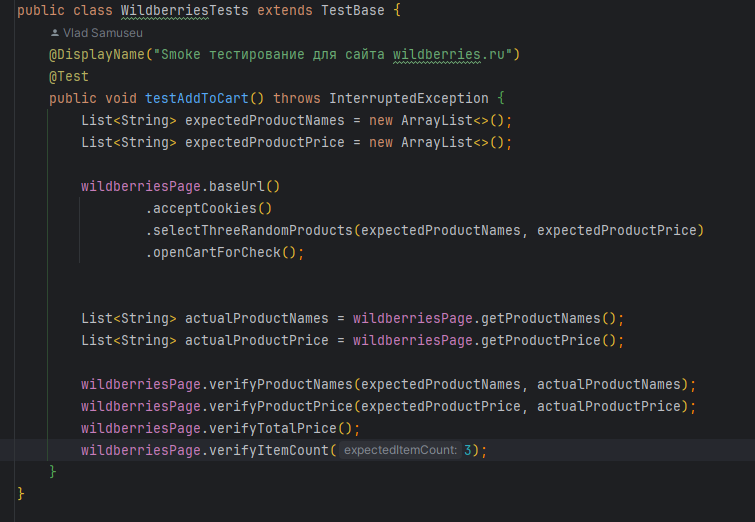 public class WildberriesTests extends TestBase {
Vlad Samuseu
@DisplayName("Smoke тестирование для сайта wildberries.ru")
@Test
public void testAddToCart() throws InterruptedException {
List<String> expectedProductNames = new ArrayList<>();
List<String> expectedProductPrice = new ArrayList<>();
wildberriesPage.baseUrl()
.acceptCookies()
.selectThreeRandomProducts(expectedProductNames, expectedProductPrice)
.openCartForCheck();
List<String> actualProductNames = wildberriesPage.getProductNames();
List<String> actualProductPrice = wildberriesPage.getProductPrice();
wildberriesPage.verifyProductNames(expectedProductNames, actualProductNames);
wildberriesPage.verifyProductPrice(expectedProductPrice, actualProductPrice);
wildberriesPage.verifyTotalPrice();
wildberriesPage.verifyItemCount( expectedItemCount: 3);
}
}